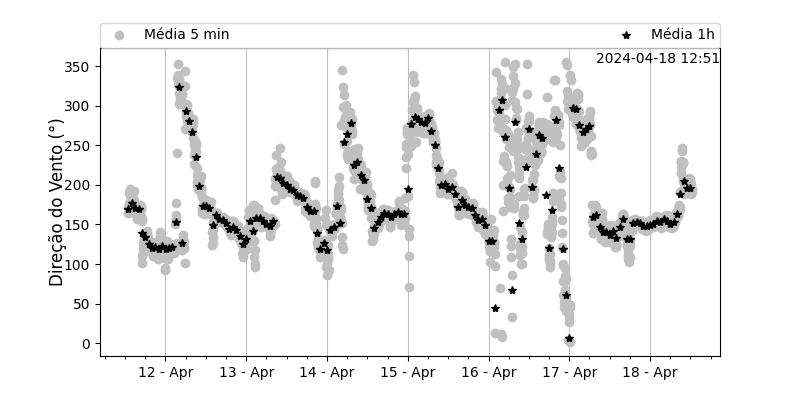 Média 5 min
Média 1h
2024-04-18 12:51
Direção do Vento (°)
350
300
250
200
150
100
50
0
12 - Apr
13 - Apr
14 - Apr
15 - Apr
16 - Apr
17 - Apr
18 - Apr